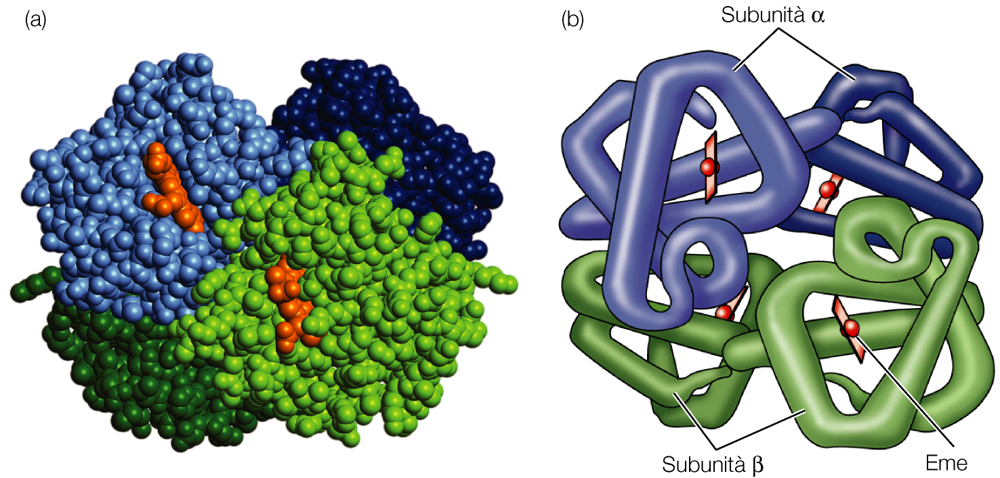 (a)
(b)
Subunità α
Subunità β
Eme